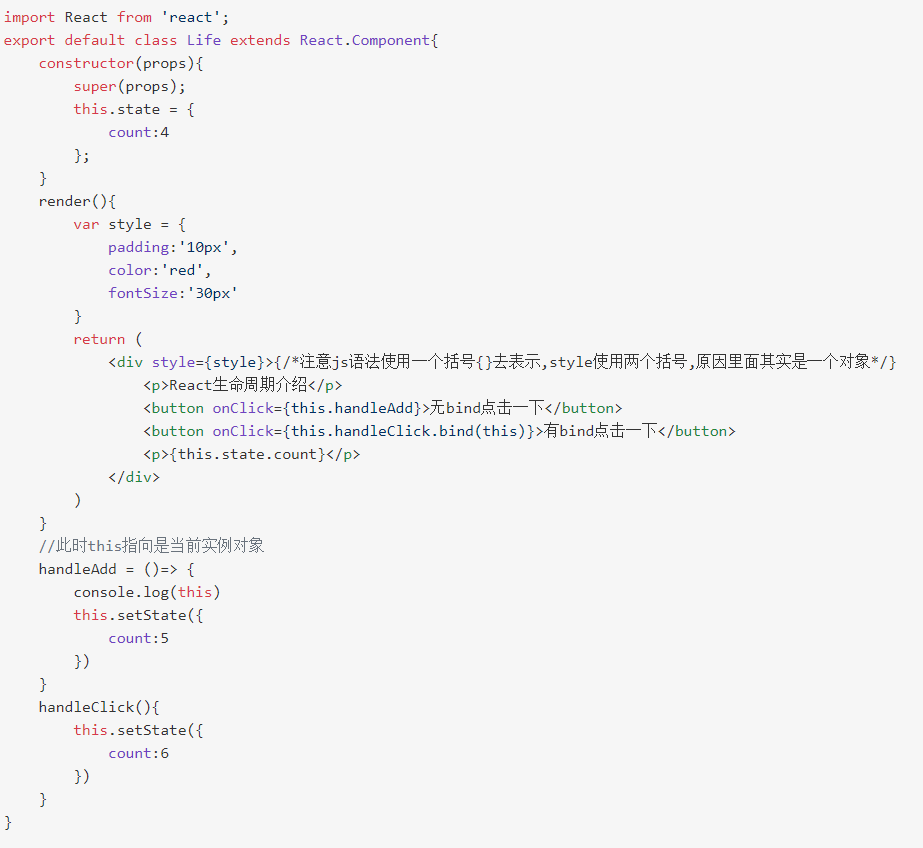 import React from 'react';
export default class Life extends React.Component{
    constructor(props){
        super(props);
        this.state = {
            count:4
        };
    }
    render(){
        var style = {
            padding:'10px',
            color:'red',
            fontSize:'30px'
        }
        return (
            <div style={style}>{/*注意js语法使用一个括号{}去表示,style使用两个括号,原因里面其实是一个对象*/}
                <p>React生命周期介绍</p>
                <button onClick={this.handleAdd}>无bind点击一下</button>
                <button onClick={this.handleClick.bind(this)}>有bind点击一下</button>
                <p>{this.state.count}</p>
            </div>
        )
    }
    //此时this指向是当前实例对象
    handleAdd = ()=> {
        console.log(this)
        this.setState({
            count:5
        })
    }
    handleClick(){
        this.setState({
            count:6
        })
    }
}